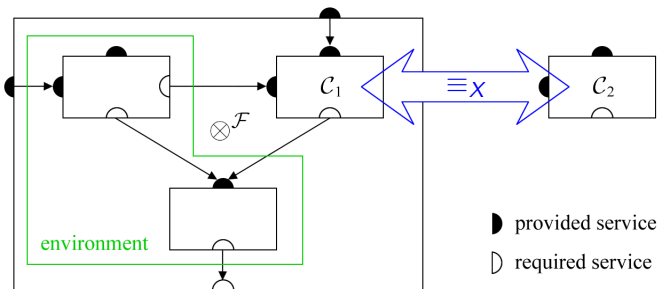 𝒞₁
≡X
𝒞₂
⊗ℱ
environment
provided service
required service